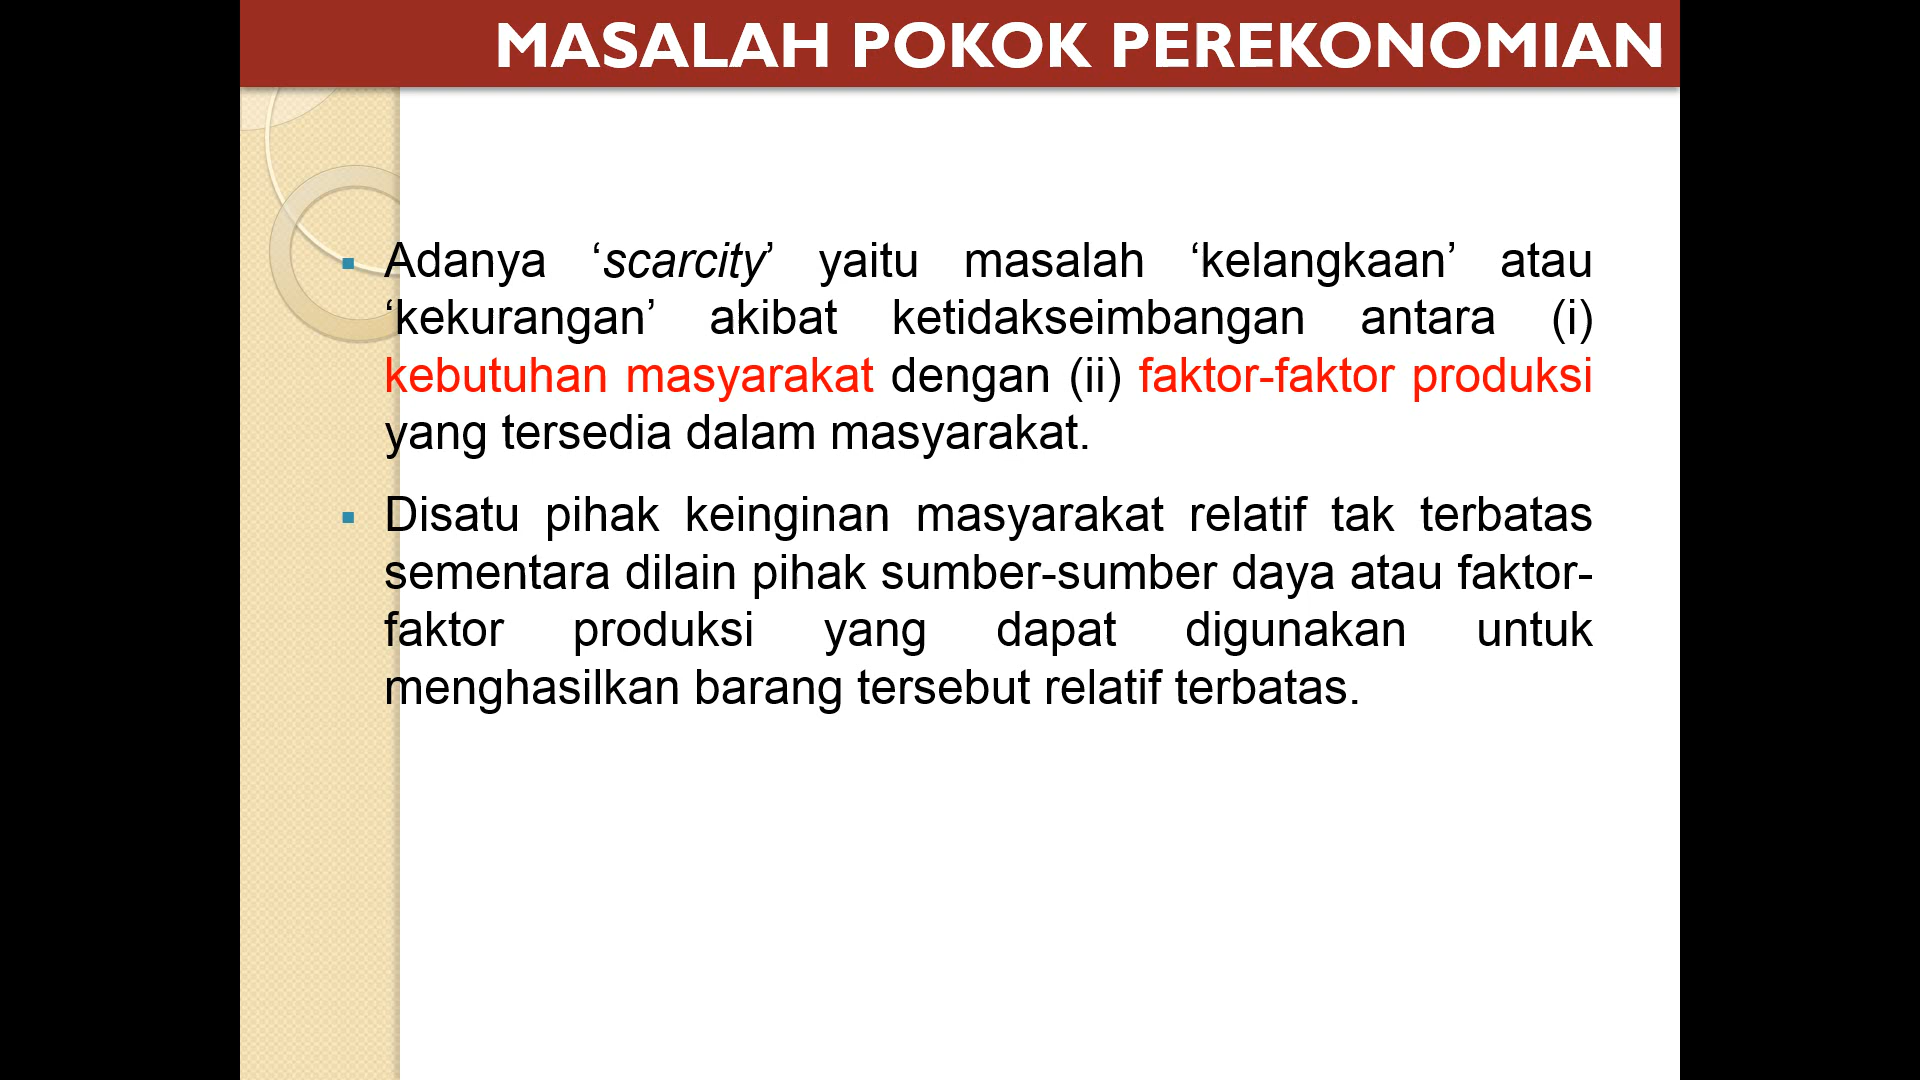 MASALAH POKOK PEREKONOMIAN
▪ Adanya ‘scarcity’ yaitu masalah ‘kelangkaan’ atau
‘kekurangan’ akibat ketidakseimbangan antara (i)
kebutuhan masyarakat dengan (ii) faktor-faktor produksi
yang tersedia dalam masyarakat.
▪ Disatu pihak keinginan masyarakat relatif tak terbatas
sementara dilain pihak sumber-sumber daya atau faktor-
faktor produksi yang dapat digunakan untuk
menghasilkan barang tersebut relatif terbatas.